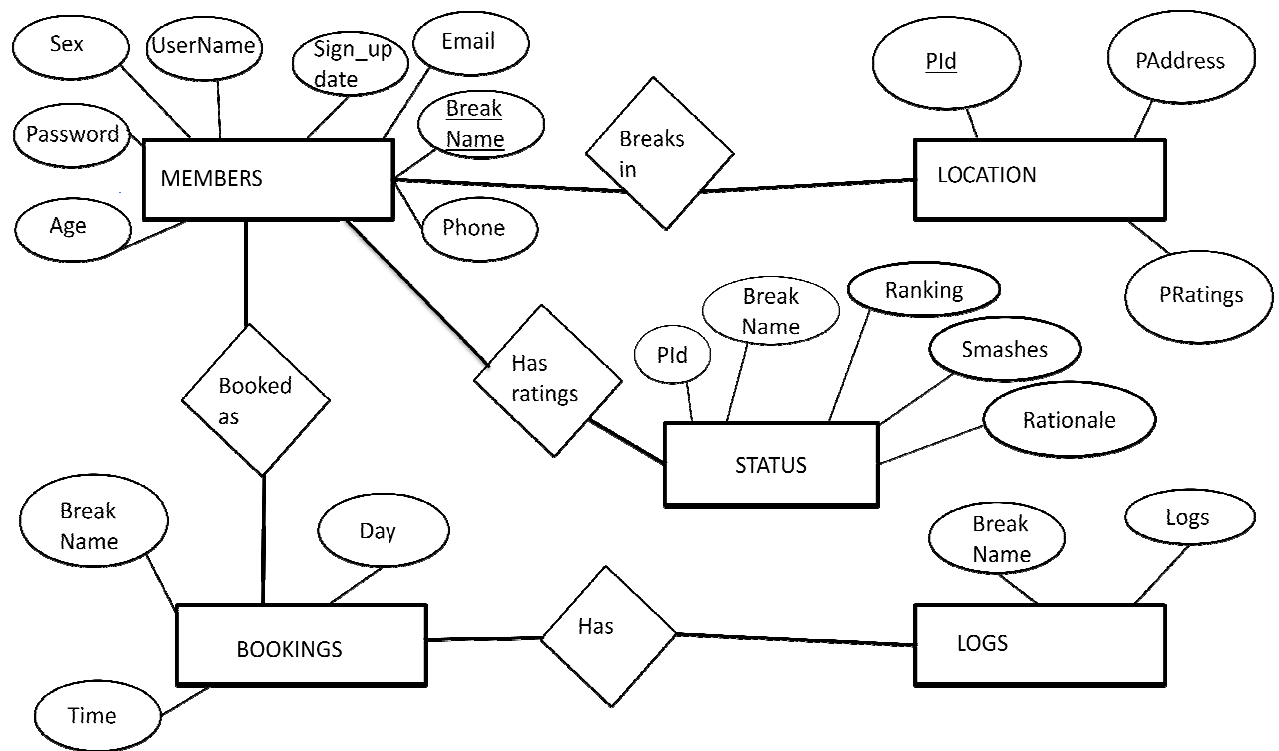 Sex
UserName
Sign_up
date
Email
PId
PAddress
Password
Break
Name
MEMBERS
Breaks
in
LOCATION
Age
Phone
PRatings
Break
Name
Ranking
PId
Smashes
Has
ratings
Booked
as
Rationale
STATUS
Break
Name
Day
Break
Name
Logs
BOOKINGS
Has
LOGS
Time